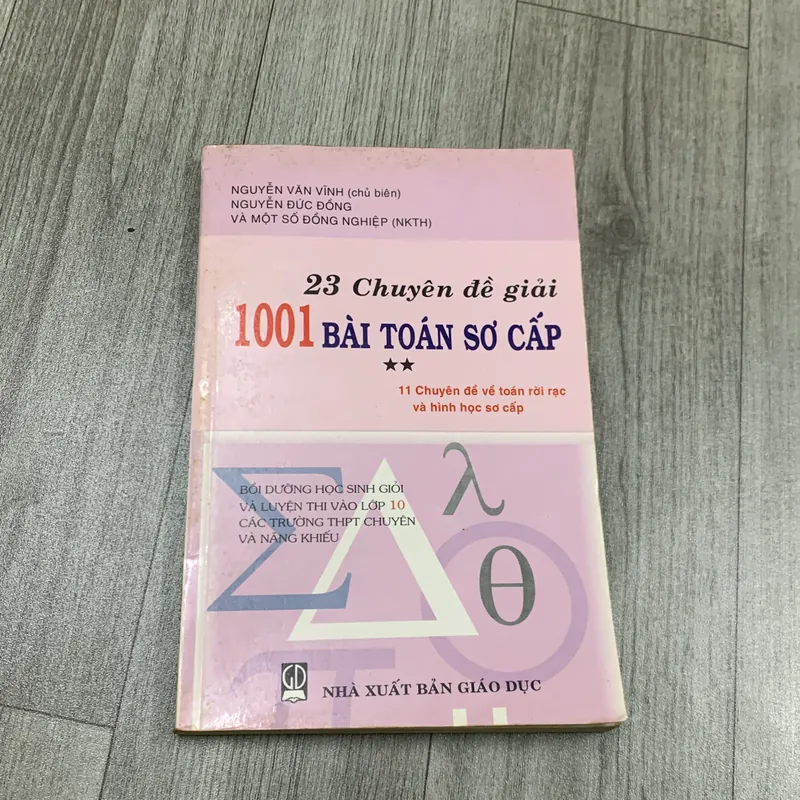 NGUYỄN VĂN VĨNH (chủ biên)
NGUYỄN ĐỨC ĐỒNG
VÀ MỘT SỐ ĐỒNG NGHIỆP (NKTH)
23 Chuyên đề giải
1001 BÀI TOÁN SƠ CẤP
★★
11 Chuyên đề về toán rời rạc
và hình học sơ cấp
BỒI DƯỠNG HỌC SINH GIỎI
VÀ LUYỆN THI VÀO LỚP 10
CÁC TRƯỜNG THPT CHUYÊN
VÀ NĂNG KHIẾU
Σ Δ λ
θ
π
GD
NHÀ XUẤT BẢN GIÁO DỤC